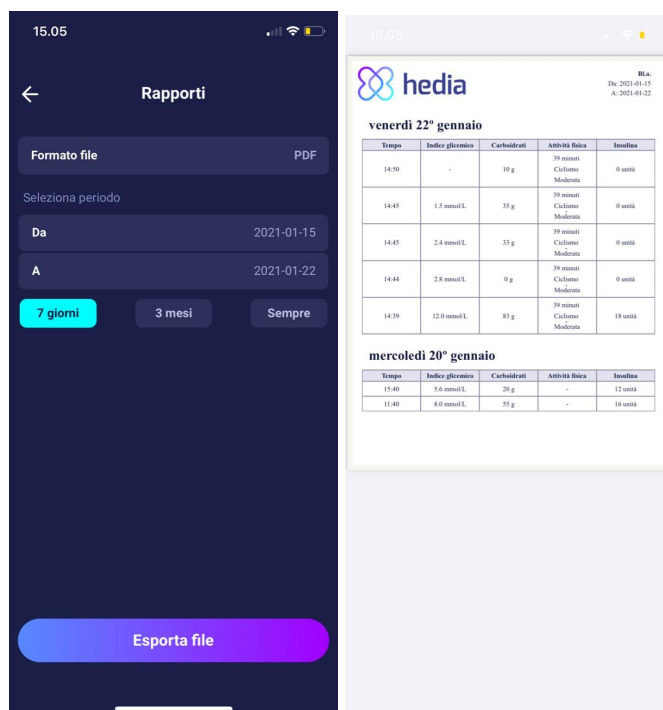 15.05
Rapporti
Formato file PDF
Seleziona periodo
Da 2021-01-15
A 2021-01-22
7 giorni 3 mesi Sempre
Esporta file
15.05
hedia
BLa.
Da: 2021-01-15
A: 2021-01-22
venerdì 22º gennaio
Tempo Indice glicemico Carboidrati Attività fisica Insulina
14:50 - 10 g 39 minuti Ciclismo Moderata 0 unità
14:45 1.5 mmol/L 35 g 39 minuti Ciclismo Moderata 0 unità
14:45 2.4 mmol/L 33 g 39 minuti Ciclismo Moderata 0 unità
14:44 2.8 mmol/L 0 g 39 minuti Ciclismo Moderata 0 unità
14:39 12.0 mmol/L 83 g 39 minuti Ciclismo Moderata 18 unità
mercoledì 20º gennaio
Tempo Indice glicemico Carboidrati Attività fisica Insulina
15:40 5.6 mmol/L 20 g - 12 unità
11:40 8.0 mmol/L 55 g - 16 unità